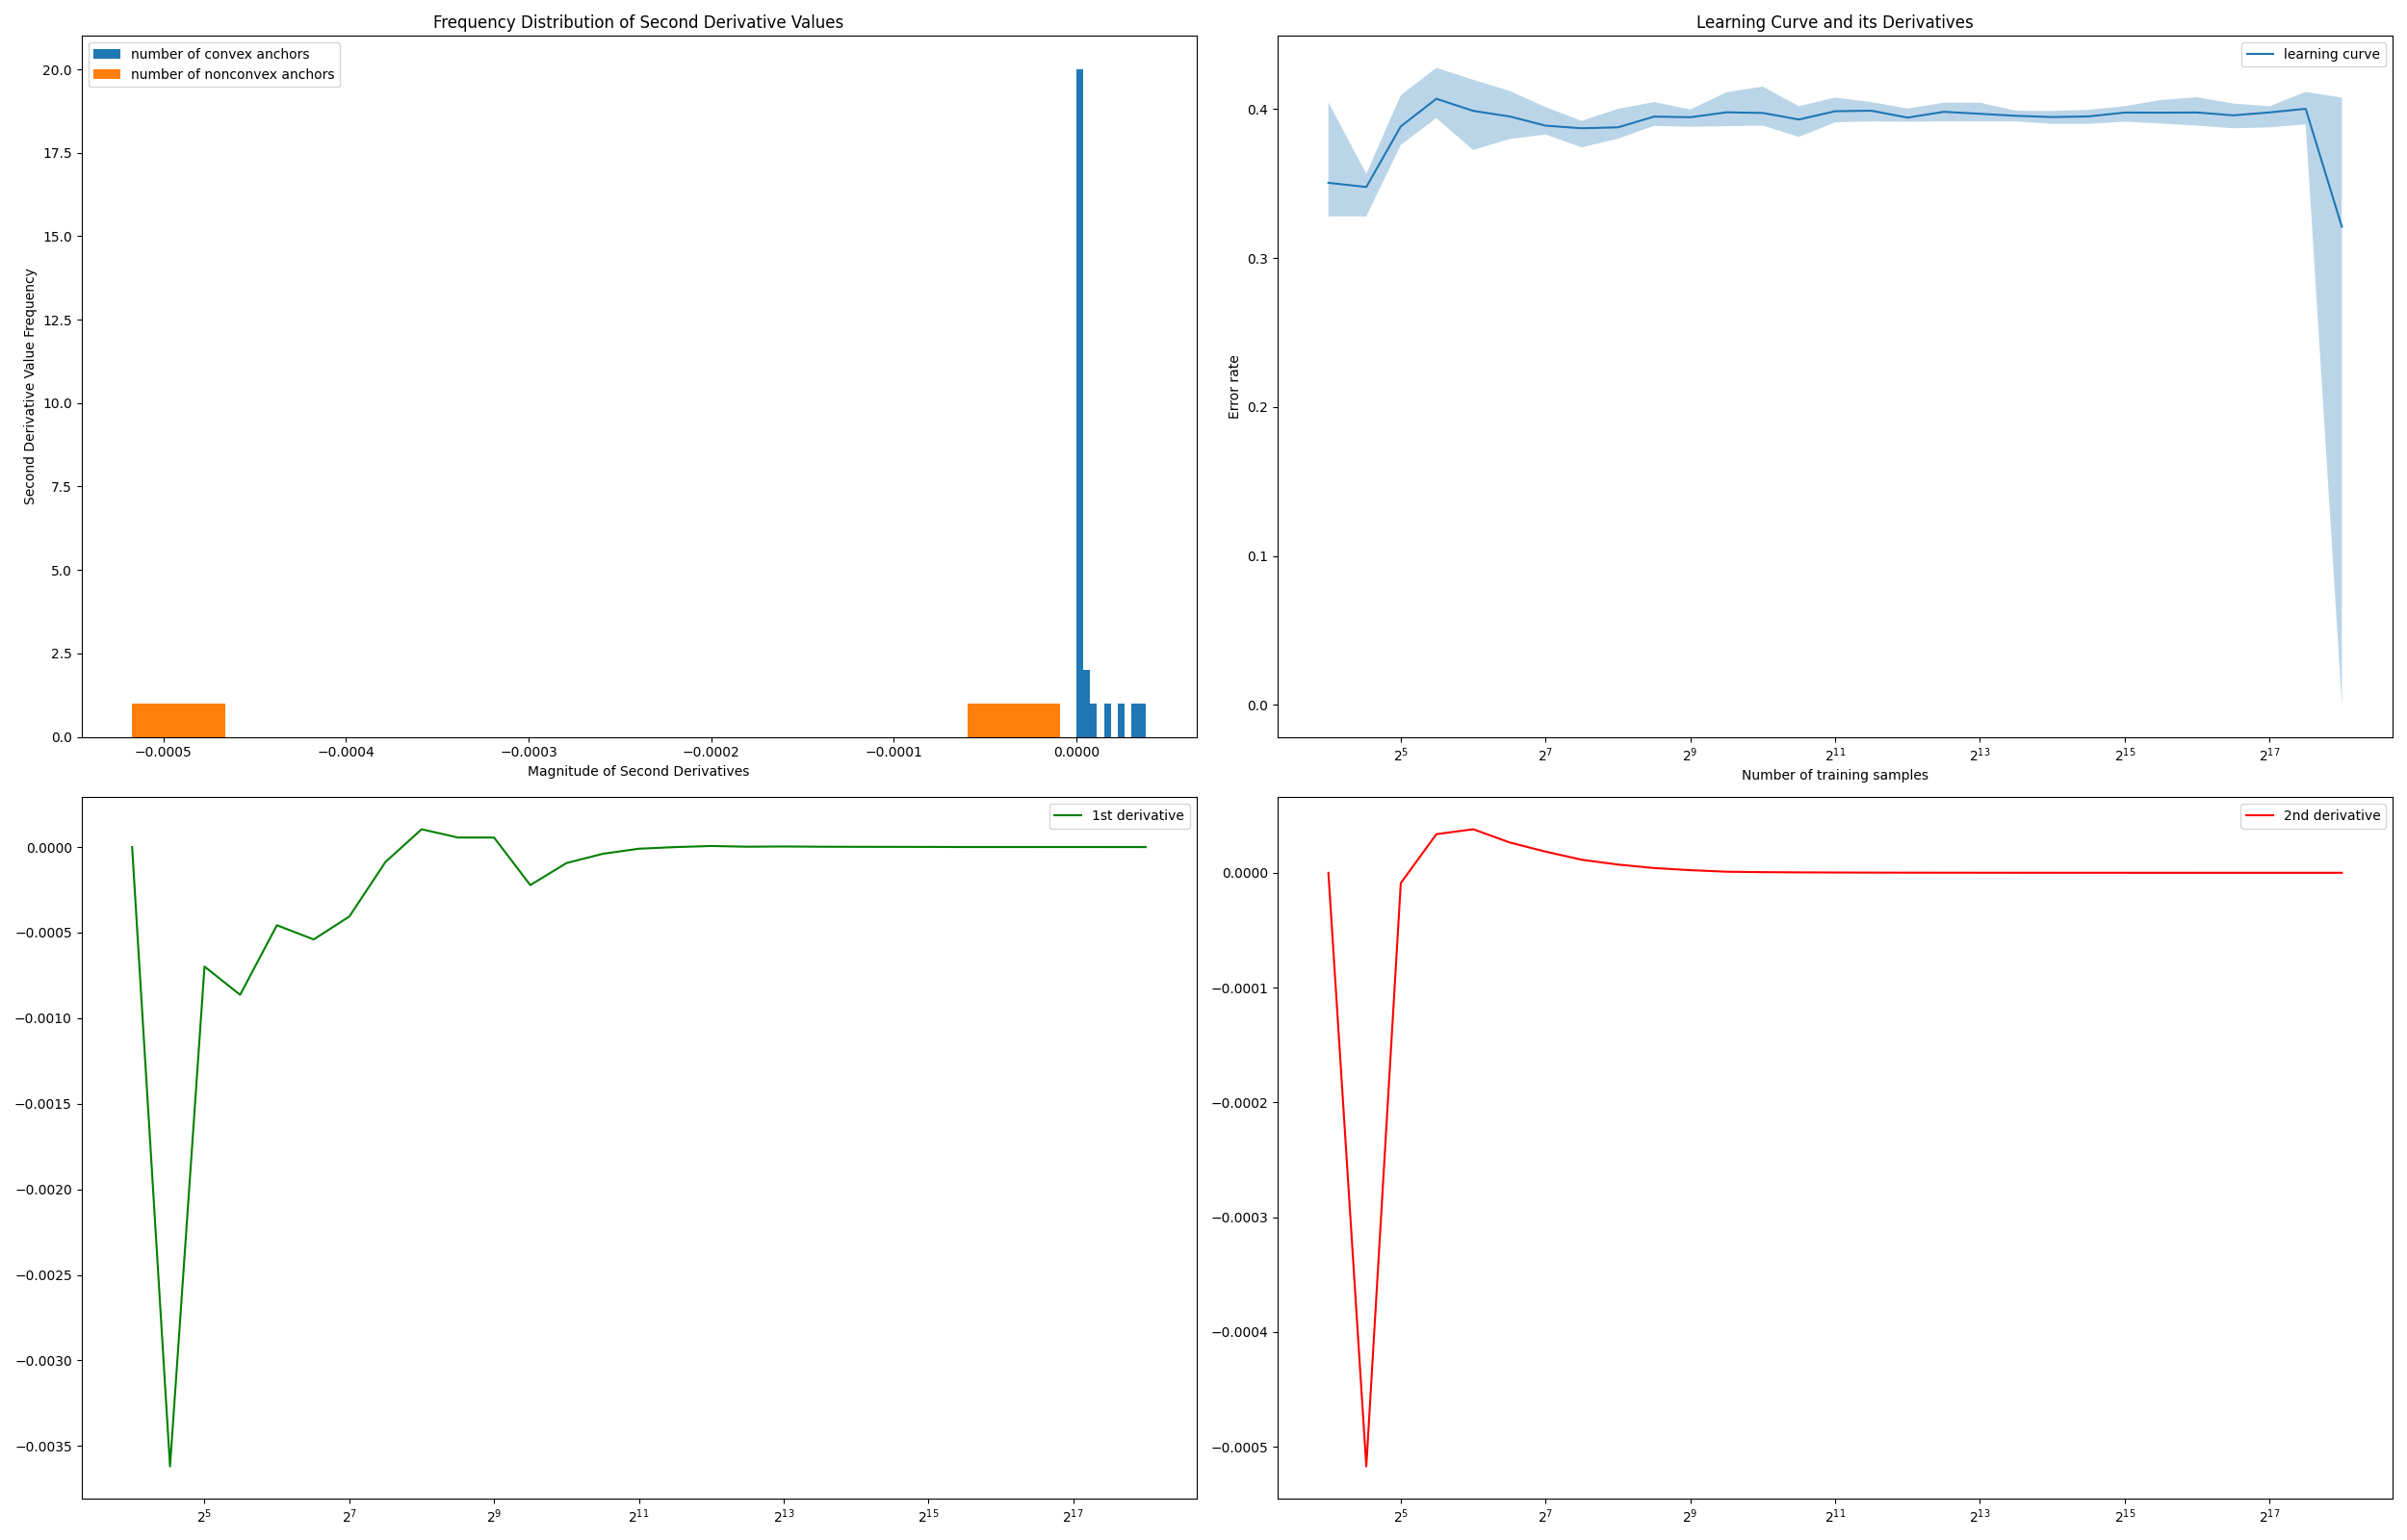 Frequency Distribution of Second Derivative Values
number of convex anchors
number of nonconvex anchors
Second Derivative Value Frequency
20.0
17.5
15.0
12.5
10.0
7.5
5.0
2.5
0.0
−0.0005 −0.0004 −0.0003 −0.0002 −0.0001 0.0000
Magnitude of Second Derivatives
Learning Curve and its Derivatives
learning curve
Error rate
0.4
0.3
0.2
0.1
0.0
2^5 2^7 2^9 2^11 2^13 2^15 2^17
Number of training samples
1st derivative
0.0000
−0.0005
−0.0010
−0.0015
−0.0020
−0.0025
−0.0030
−0.0035
2^5 2^7 2^9 2^11 2^13 2^15 2^17
2nd derivative
0.0000
−0.0001
−0.0002
−0.0003
−0.0004
−0.0005
2^5 2^7 2^9 2^11 2^13 2^15 2^17